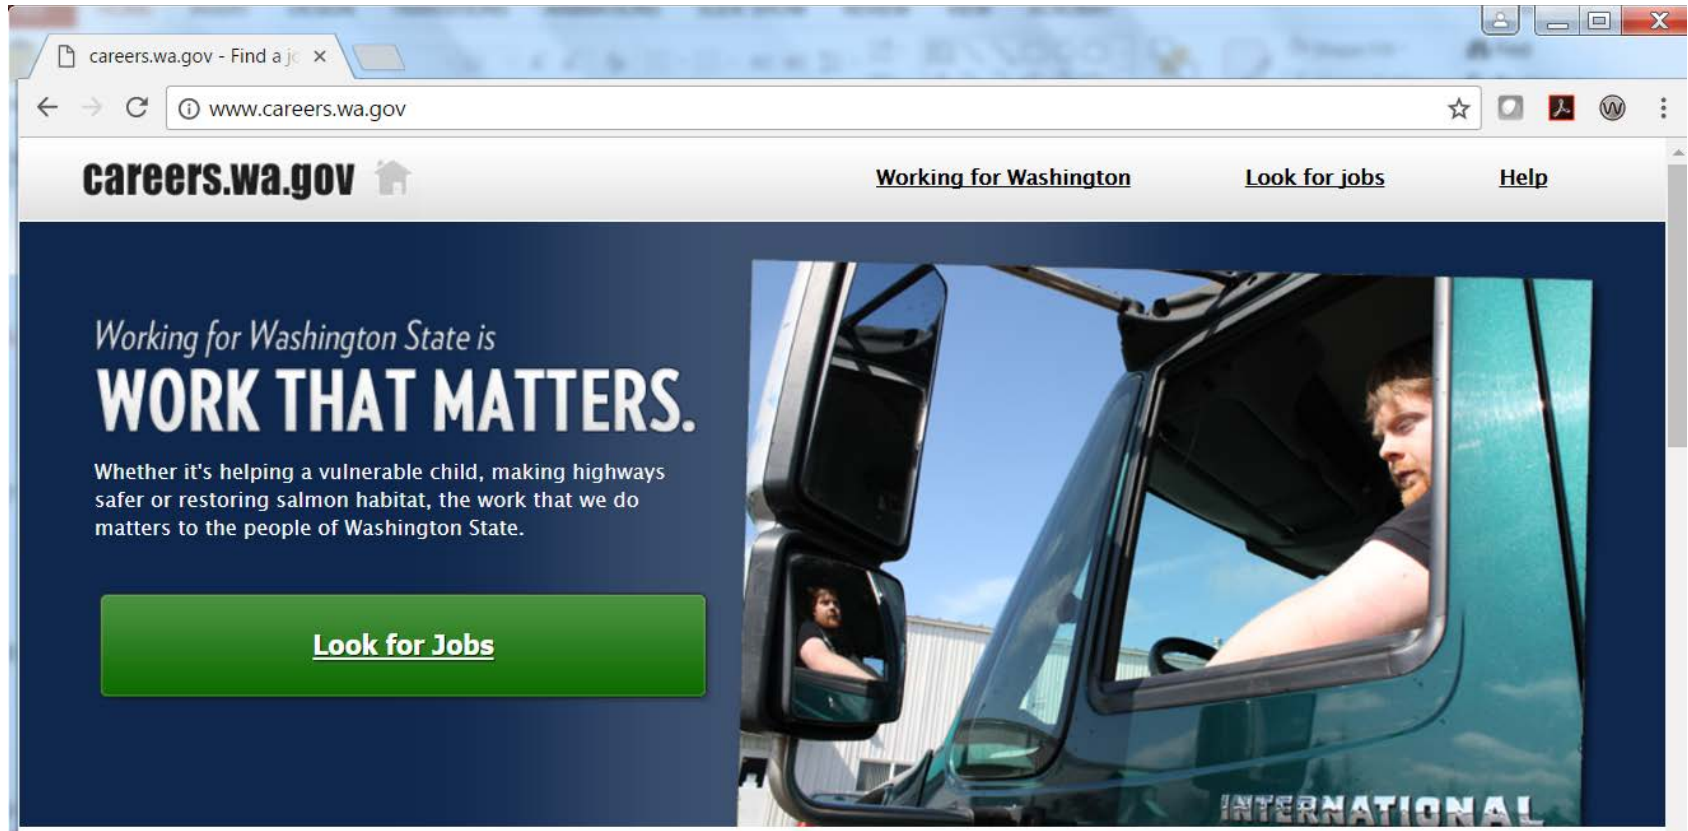 careers.wa.gov - Find a jo
www.careers.wa.gov
careers.wa.gov
Working for Washington Look for jobs Help
Working for Washington State is
WORK THAT MATTERS.
Whether it's helping a vulnerable child, making highways
safer or restoring salmon habitat, the work that we do
matters to the people of Washington State.
Look for Jobs
INTERNATIONAL